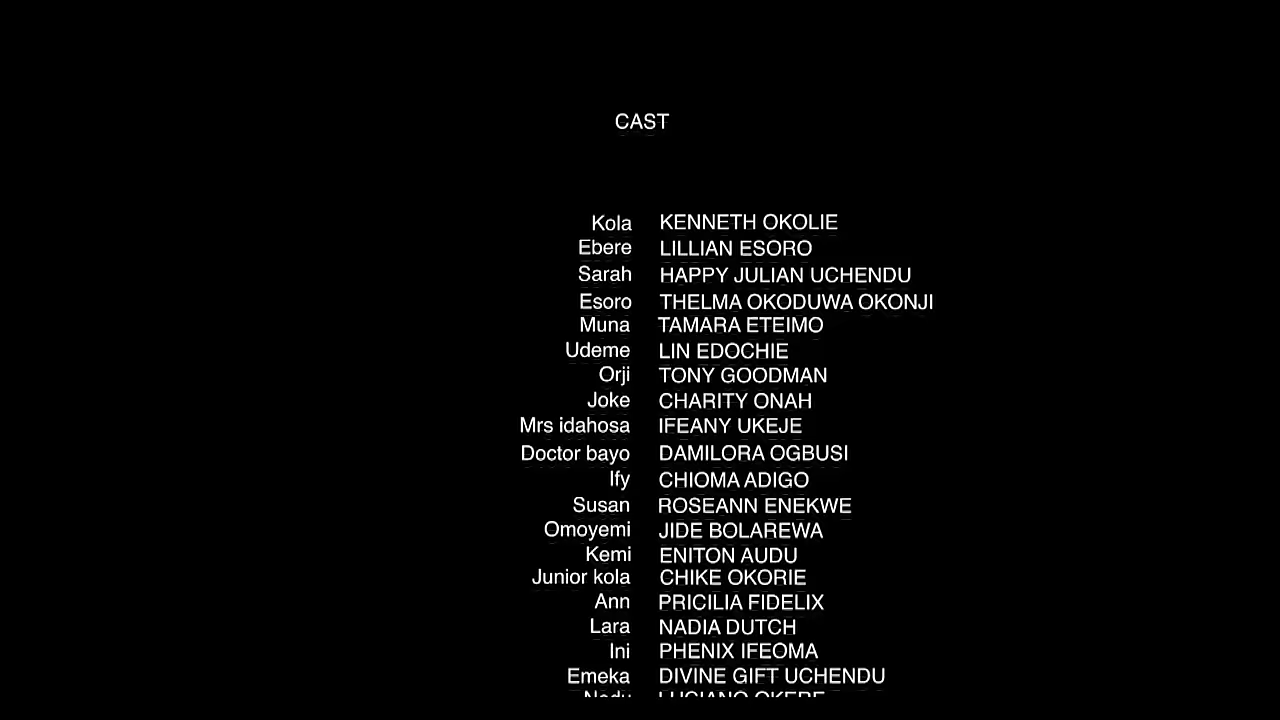 CAST
Kola KENNETH OKOLIE
Ebere LILLIAN ESORO
Sarah HAPPY JULIAN UCHENDU
Esoro THELMA OKODUWA OKONJI
Muna TAMARA ETEIMO
Udeme LIN EDOCHIE
Orji TONY GOODMAN
Joke CHARITY ONAH
Mrs idahosa IFEANY UKEJE
Doctor bayo DAMILORA OGBUSI
Ify CHIOMA ADIGO
Susan ROSEANN ENEKWE
Omoyemi JIDE BOLAREWA
Kemi ENITON AUDU
Junior kola CHIKE OKORIE
Ann PRICILIA FIDELIX
Lara NADIA DUTCH
Ini PHENIX IFEOMA
Emeka DIVINE GIFT UCHENDU
LUCIANO